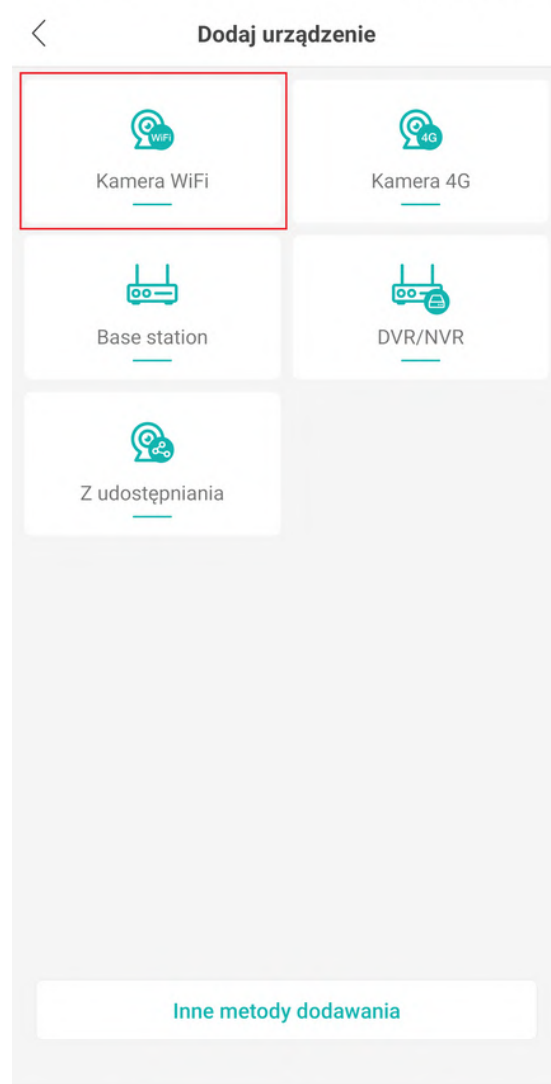 Dodaj urządzenie
WiFi
4G
Kamera WiFi
Kamera 4G
Base station
DVR/NVR
Z udostępniania
Inne metody dodawania